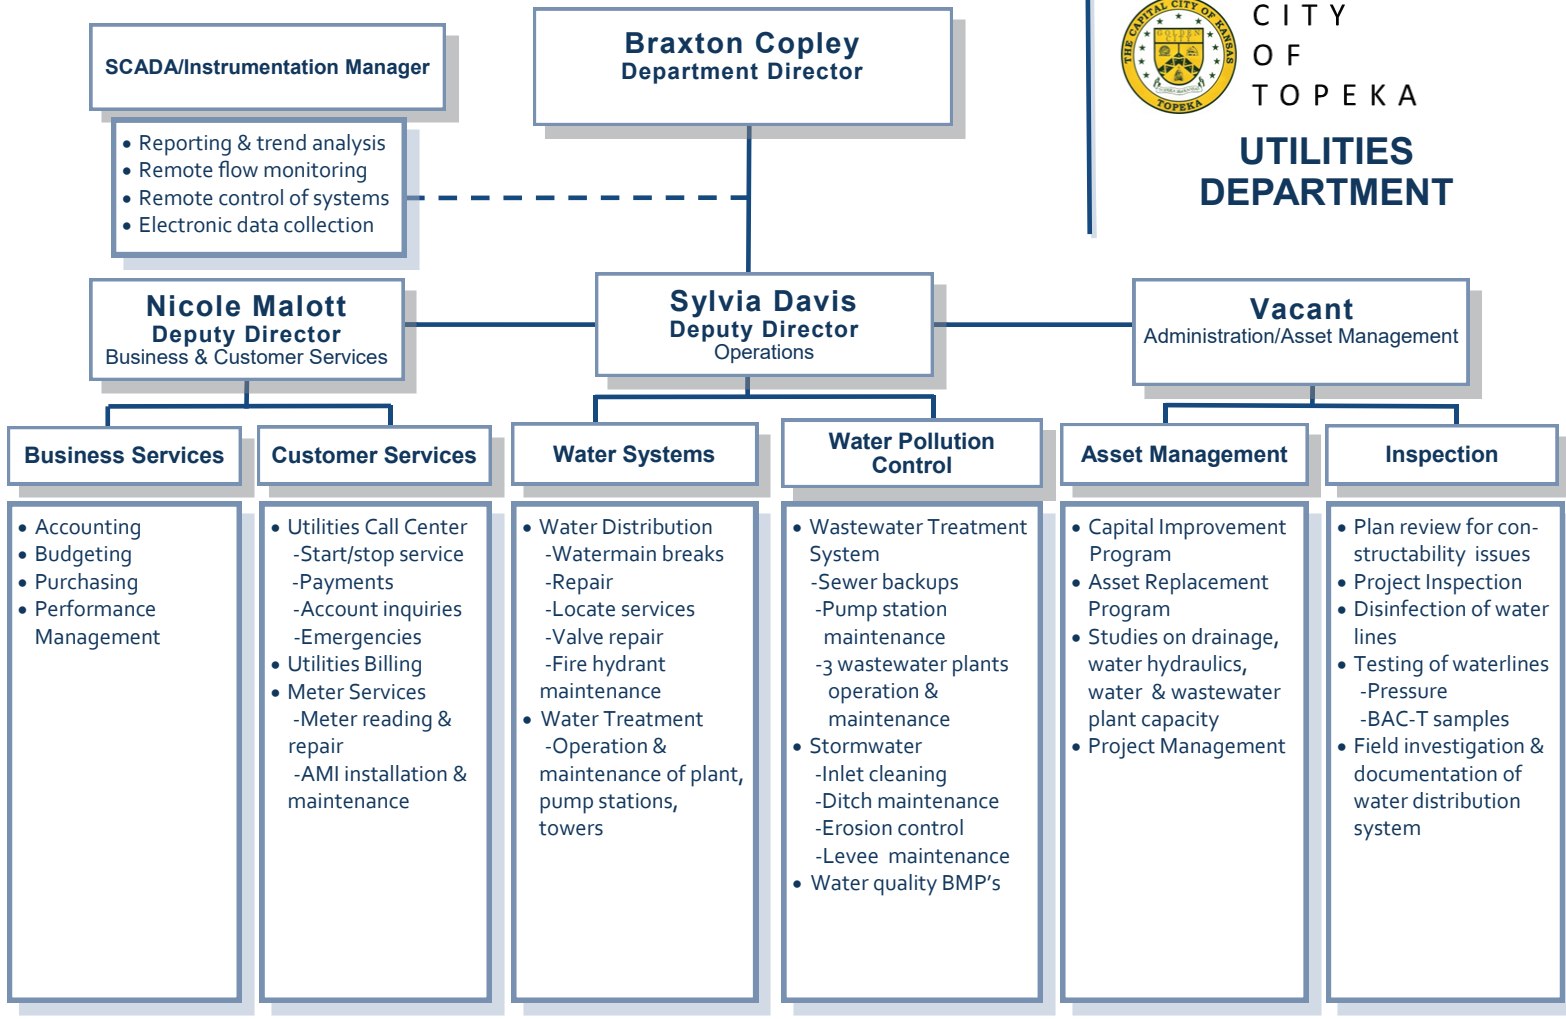 SCADA/Instrumentation Manager
• Reporting & trend analysis
• Remote flow monitoring
• Remote control of systems
• Electronic data collection
Braxton Copley
Department Director
THE CAPITAL CITY OF KANSAS
GOLDEN
CITY
TOPEKA
CITY
OF
TOPEKA
UTILITIES
DEPARTMENT
Nicole Malott
Deputy Director
Business & Customer Services
Sylvia Davis
Deputy Director
Operations
Vacant
Administration/Asset Management
Business Services
• Accounting
• Budgeting
• Purchasing
• Performance
Management
Customer Services
• Utilities Call Center
-Start/stop service
-Payments
-Account inquiries
-Emergencies
• Utilities Billing
• Meter Services
-Meter reading &
repair
-AMI installation &
maintenance
Water Systems
• Water Distribution
-Watermain breaks
-Repair
-Locate services
-Valve repair
-Fire hydrant
maintenance
• Water Treatment
-Operation &
maintenance of plant,
pump stations,
towers
Water Pollution
Control
• Wastewater Treatment
System
-Sewer backups
-Pump station
maintenance
-3 wastewater plants
operation &
maintenance
• Stormwater
-Inlet cleaning
-Ditch maintenance
-Erosion control
-Levee maintenance
• Water quality BMP's
Asset Management
• Capital Improvement
Program
• Asset Replacement
Program
• Studies on drainage,
water hydraulics,
water & wastewater
plant capacity
• Project Management
Inspection
• Plan review for con-
structability issues
• Project Inspection
• Disinfection of water
lines
• Testing of waterlines
-Pressure
-BAC-T samples
• Field investigation &
documentation of
water distribution
system